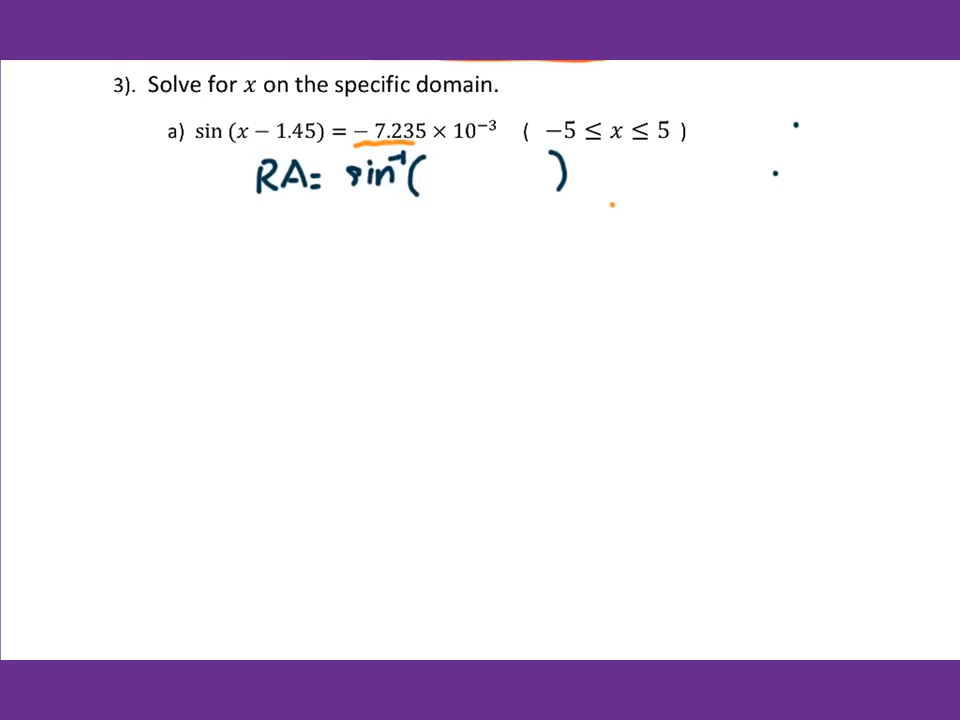 3). Solve for x on the specific domain.
a) sin (x − 1.45) = − 7.235 × 10⁻³ ( −5 ≤ x ≤ 5 )
RA= sin⁻¹( )